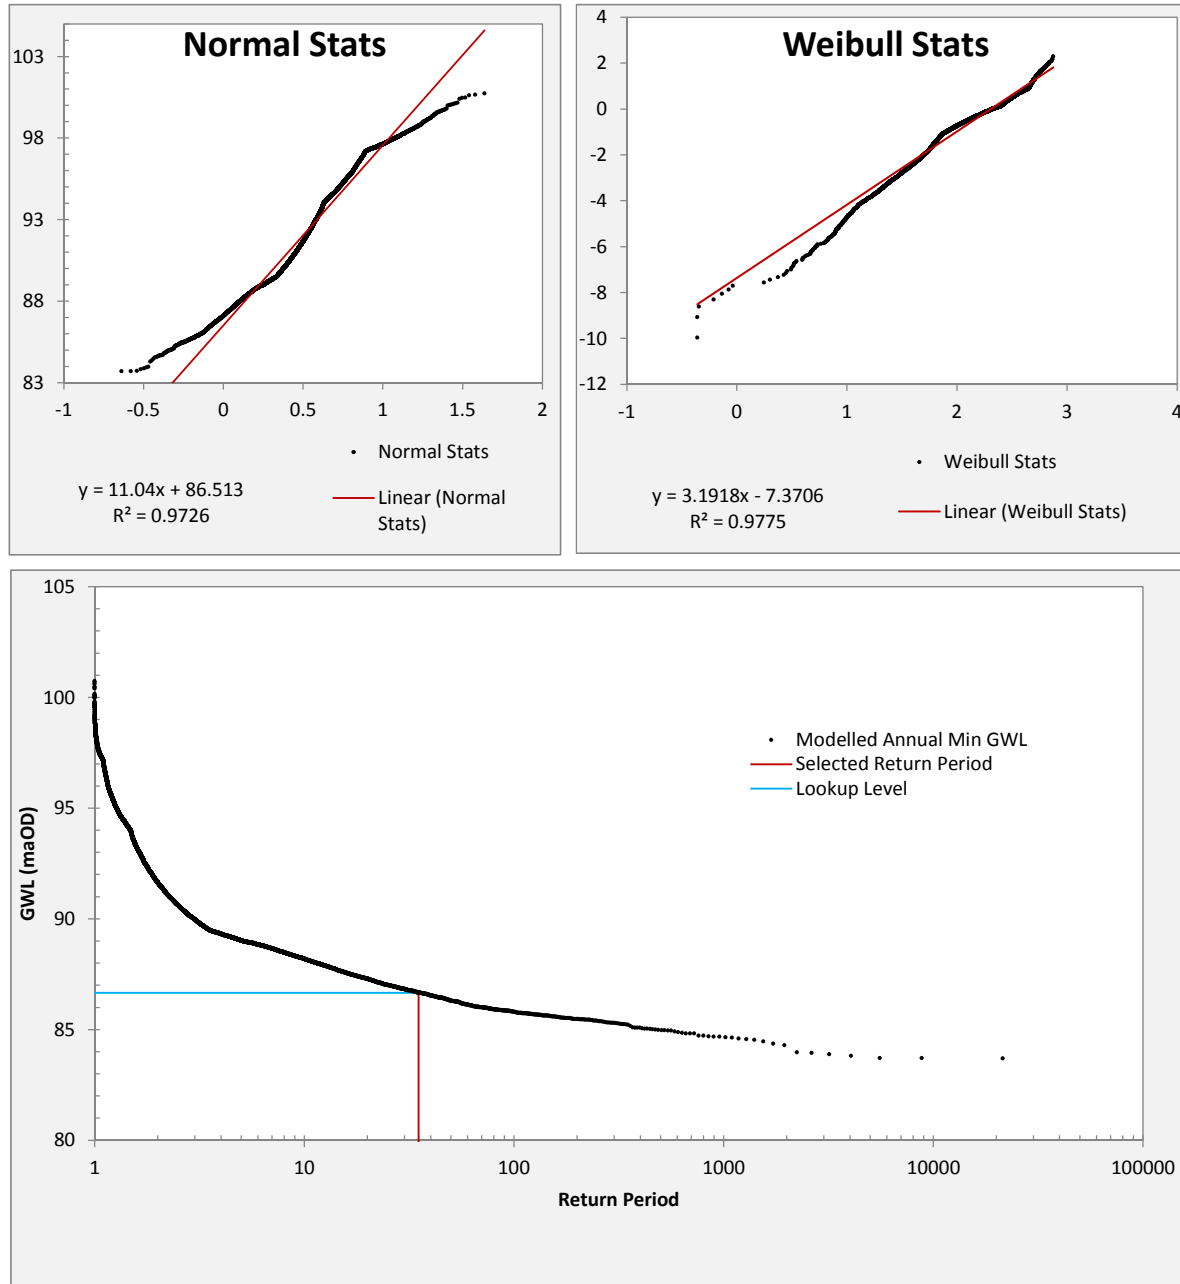 Normal Stats
103
98
93
88
83
-1
-0.5
0
0.5
1
1.5
2
Normal Stats
Linear (Normal
Stats)
y = 11.04x + 86.513
R² = 0.9726
Weibull Stats
4
2
0
-2
-4
-6
-8
-10
-12
-1
0
1
2
3
4
Weibull Stats
Linear (Weibull Stats)
y = 3.1918x - 7.3706
R² = 0.9775
105
100
95
90
85
80
GWL (maOD)
Modelled Annual Min GWL
Selected Return Period
Lookup Level
1
10
100
1000
10000
100000
Return Period